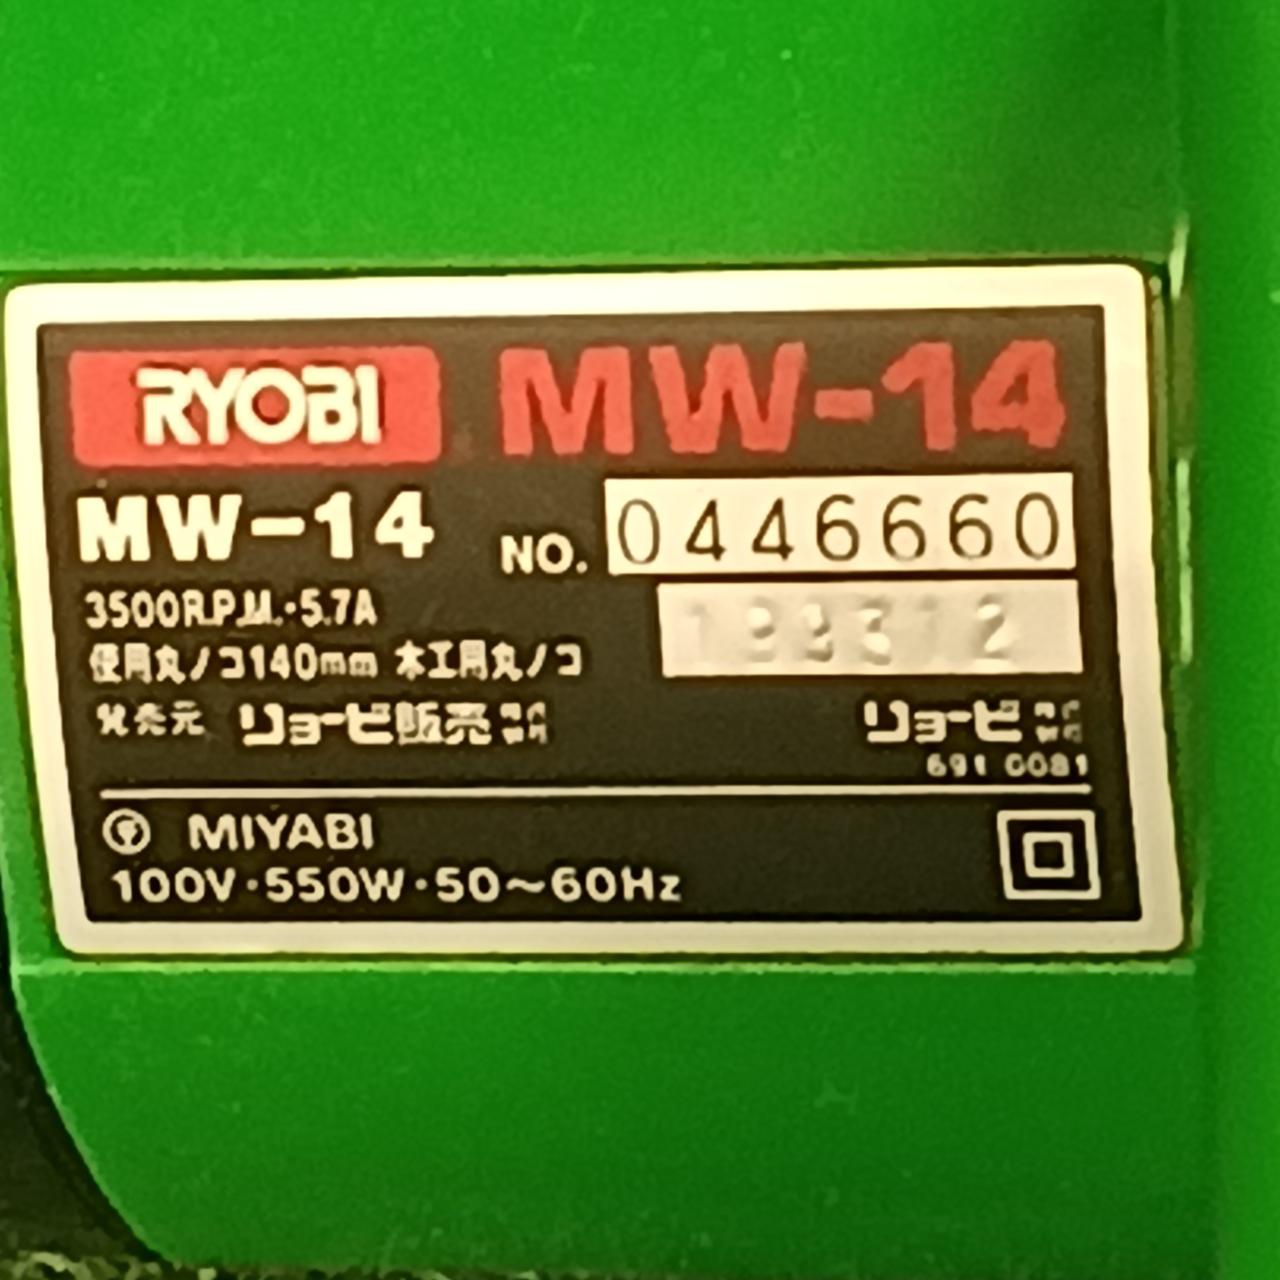 RYOBI MW-14
MW-14 NO. 0446660
3500R.P.M.·5.7A
使用丸ノコ140mm 木工用丸ノコ
発売元 リョービ販売 リョービ
691 0081
MIYABI
100V·550W·50~60Hz